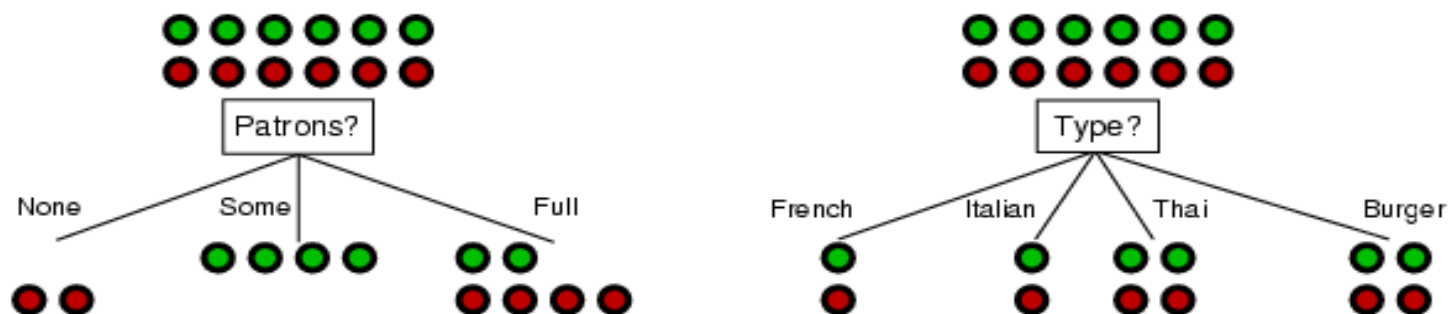 Patrons?
Type?
None
Some
Full
French
Italian
Thai
Burger